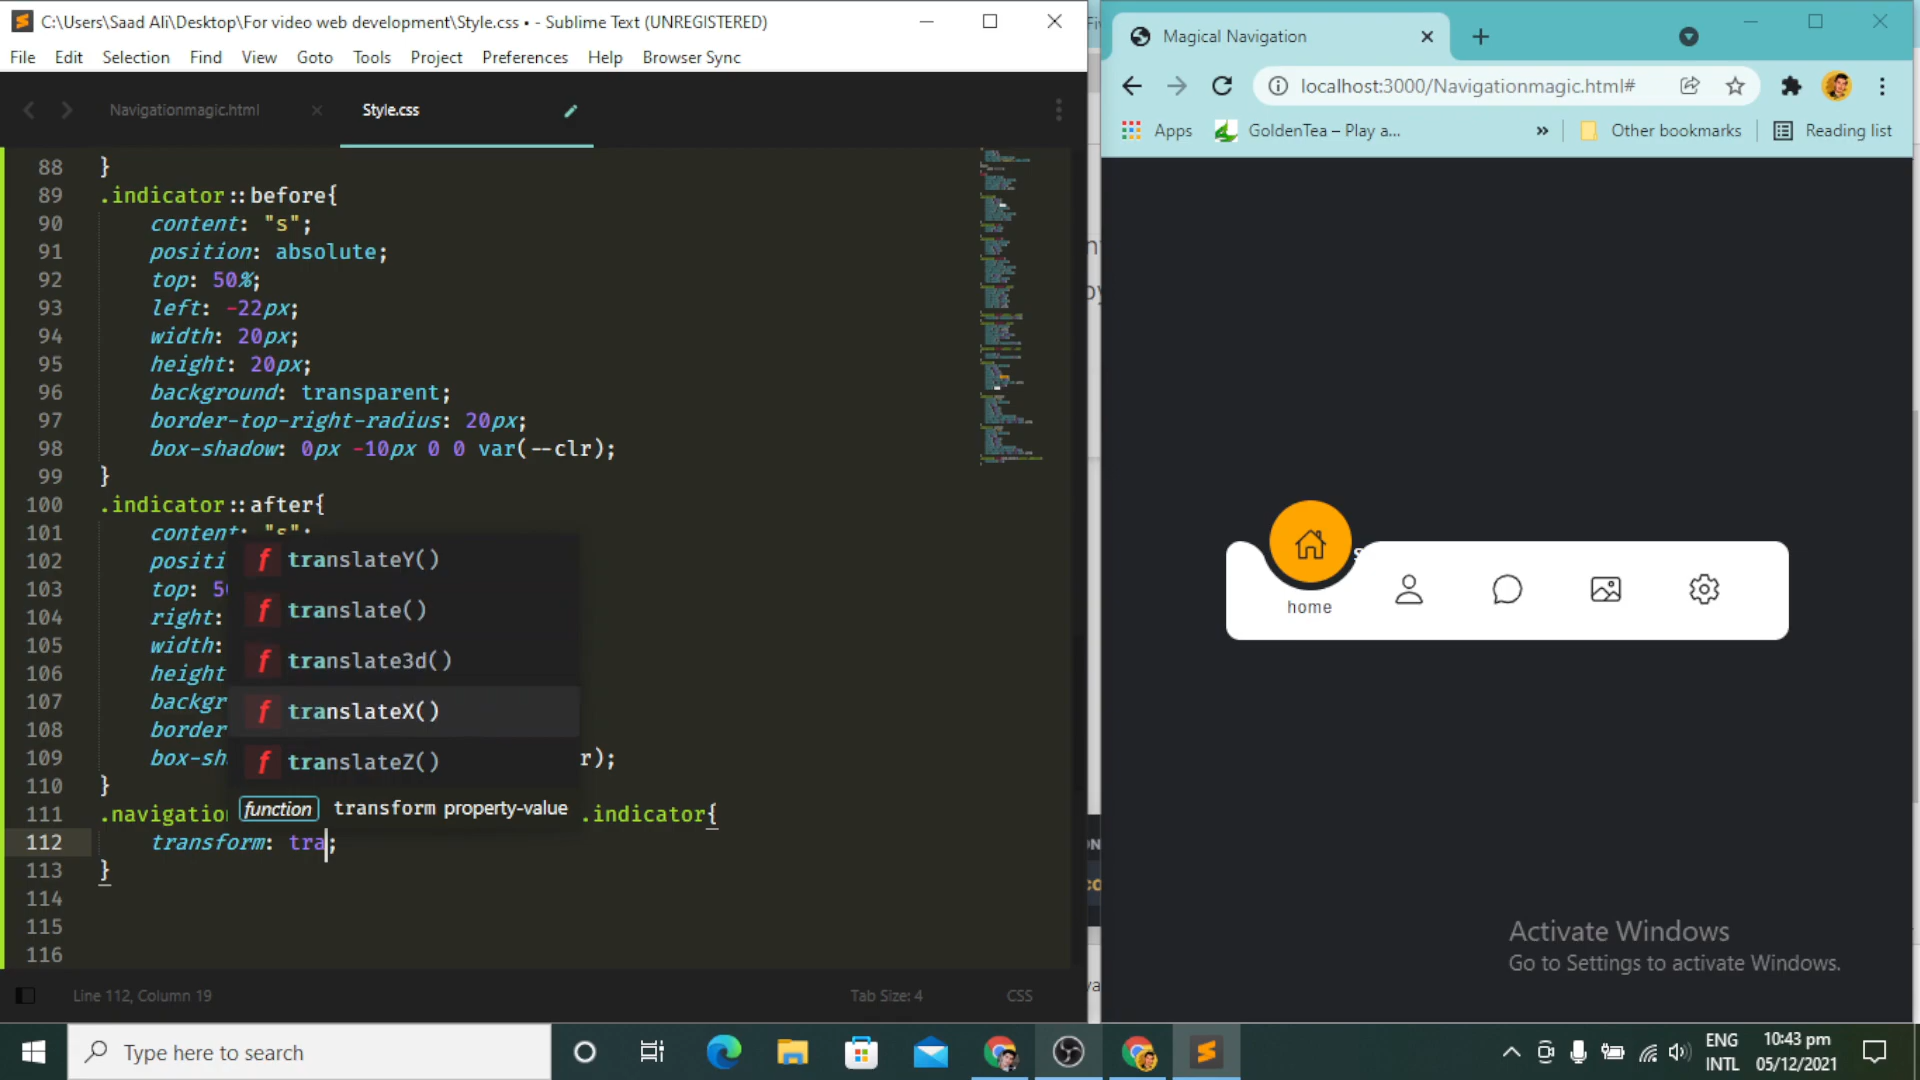 C:\Users\Saad Ali\Desktop\For video web development\Style.css • - Sublime Text (UNREGISTERED)
File Edit Selection Find View Goto Tools Project Preferences Help Browser Sync
Navigationmagic.html Style.css
88 }
89 .indicator::before{
90 content: "s";
91 position: absolute;
92 top: 50%;
93 left: -22px;
94 width: 20px;
95 height: 20px;
96 background: transparent;
97 border-top-right-radius: 20px;
98 box-shadow: 0px -10px 0 0 var(--clr);
99 }
100 .indicator::after{
101 content: "s";
102 positi
103 top: 50
104 right:
105 width:
106 height
107 backgr
108 border
109 box-sh r);
110 }
111 .navigation .indicator{
112 transform: tra;
113 }
114
115
116
f translateY()
f translate()
f translate3d()
f translateX()
f translateZ()
function transform property-value
Line 112, Column 19
Tab Size: 4
CSS
Magical Navigation
localhost:3000/Navigationmagic.html#
Apps GoldenTea – Play a... » Other bookmarks Reading list
home
Activate Windows
Go to Settings to activate Windows.
Type here to search
ENG
INTL
10:43 pm
05/12/2021